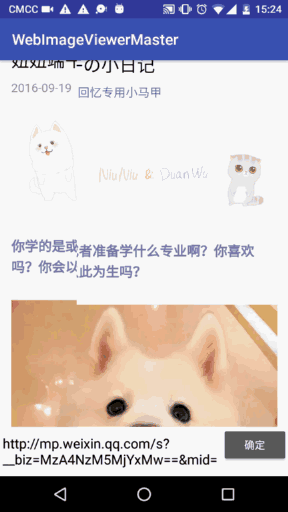 CMCC 15:24
WebImageViewerMaster
妞妞端午の小日记
2016-09-19 回忆专用小马甲
NiuNiu & DuanWu
你学的是或者准备学什么专业啊？你喜欢
吗？你会以此为生吗？
http://mp.weixin.qq.com/s?
__biz=MzA4NzM5MjYxMw==&mid=
确定